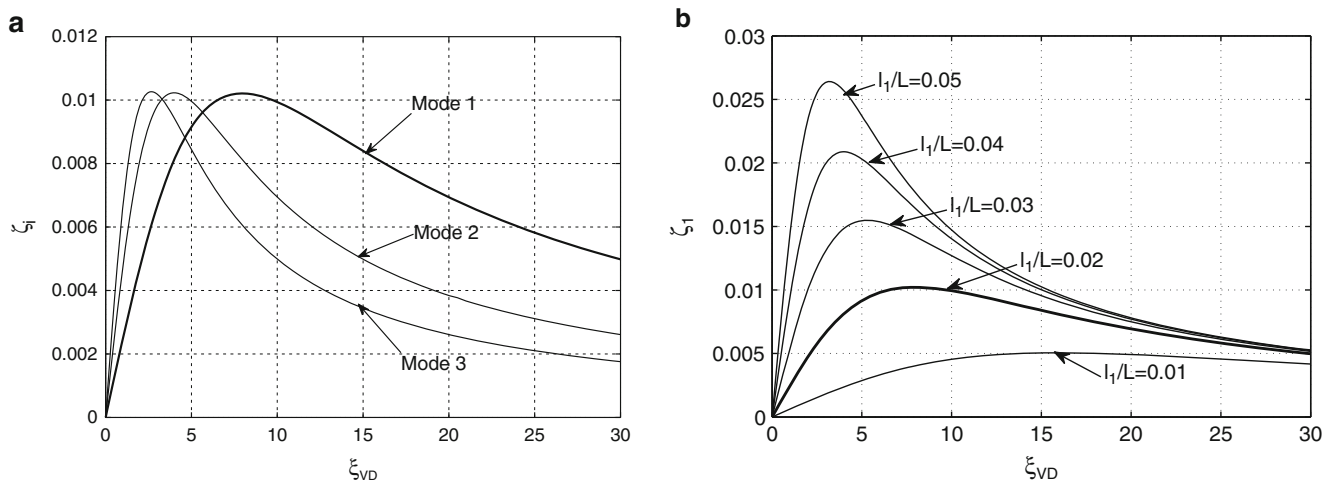 a
0.012
0.01
0.008
0.006
0.004
0.002
0
ζi
Mode 1
Mode 2
Mode 3
0 5 10 15 20 25 30
ξVD
b
0.03
0.025
0.02
0.015
0.01
0.005
0
ζ1
l1/L=0.05
l1/L=0.04
l1/L=0.03
l1/L=0.02
l1/L=0.01
0 5 10 15 20 25 30
ξVD